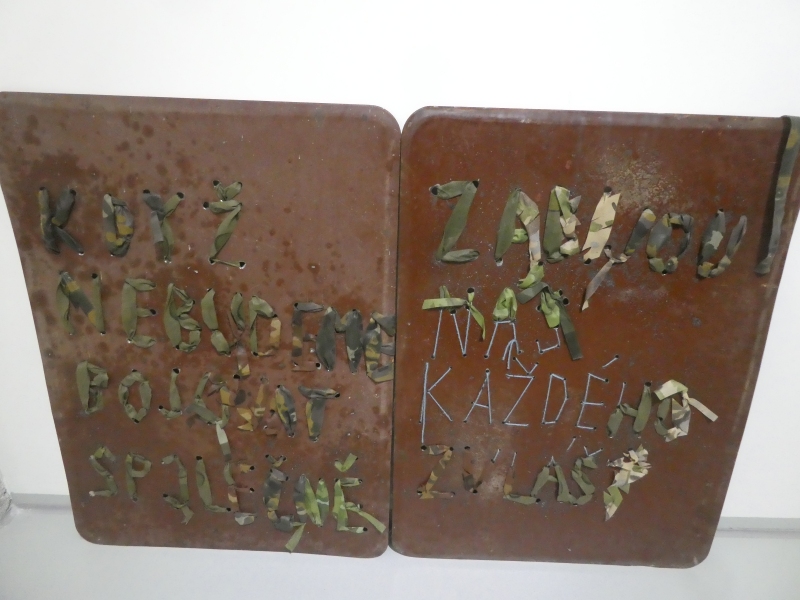 KDYŽ
NEBUDEME
BOJOVAT
SPOLEČNĚ
ZABIJOU
NÁS
KAŽDÉHO
ZVLÁŠŤ